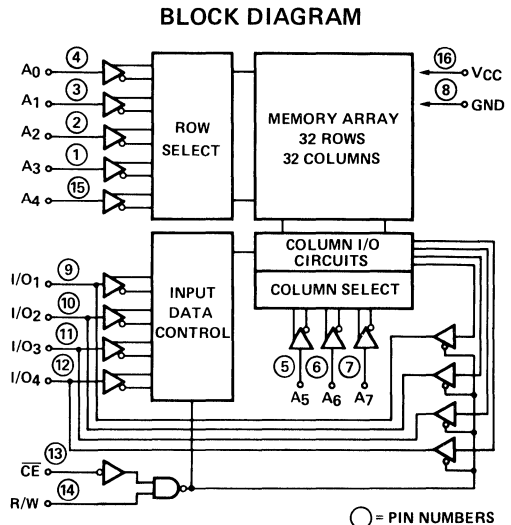 BLOCK DIAGRAM
A0 4
A1 3
A2 2
A3 1
A4 15
ROW
SELECT
MEMORY ARRAY
32 ROWS
32 COLUMNS
16 VCC
8 GND
I/O1 9
I/O2 10
I/O3 11
I/O4 12
INPUT
DATA
CONTROL
COLUMN I/O
CIRCUITS
COLUMN SELECT
5 6 7
A5 A6 A7
CE 13
R/W 14
= PIN NUMBERS